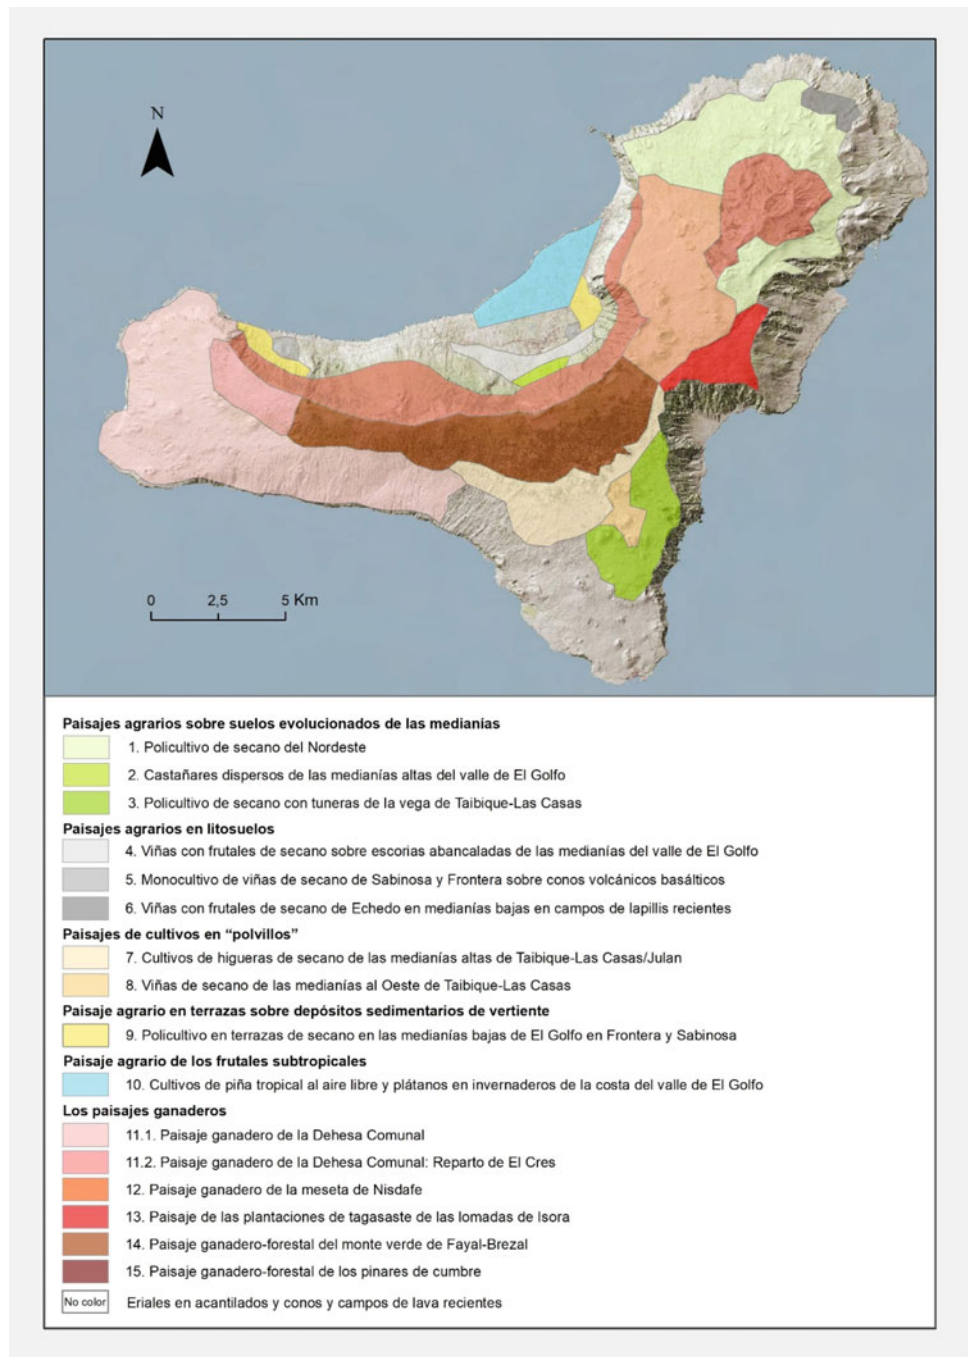 N
0 2,5 5 Km
Paisajes agrarios sobre suelos evolucionados de las medianías
1. Policultivo de secano del Nordeste
2. Castañares dispersos de las medianías altas del valle de El Golfo
3. Policultivo de secano con tuneras de la vega de Taibique-Las Casas
Paisajes agrarios en litosuelos
4. Viñas con frutales de secano sobre escorias abancaladas de las medianías del valle de El Golfo
5. Monocultivo de viñas de secano de Sabinosa y Frontera sobre conos volcánicos basálticos
6. Viñas con frutales de secano de Echedo en medianías bajas en campos de lapillis recientes
Paisajes de cultivos en “polvillos”
7. Cultivos de higueras de secano de las medianías altas de Taibique-Las Casas/Julan
8. Viñas de secano de las medianías al Oeste de Taibique-Las Casas
Paisaje agrario en terrazas sobre depósitos sedimentarios de vertiente
9. Policultivo en terrazas de secano en las medianías bajas de El Golfo en Frontera y Sabinosa
Paisaje agrario de los frutales subtropicales
10. Cultivos de piña tropical al aire libre y plátanos en invernaderos de la costa del valle de El Golfo
Los paisajes ganaderos
11.1. Paisaje ganadero de la Dehesa Comunal
11.2. Paisaje ganadero de la Dehesa Comunal: Reparto de El Cres
12. Paisaje ganadero de la meseta de Nisdafe
13. Paisaje de las plantaciones de tagasaste de las lomadas de Isora
14. Paisaje ganadero-forestal del monte verde de Fayal-Brezal
15. Paisaje ganadero-forestal de los pinares de cumbre
No color Eriales en acantilados y conos y campos de lava recientes